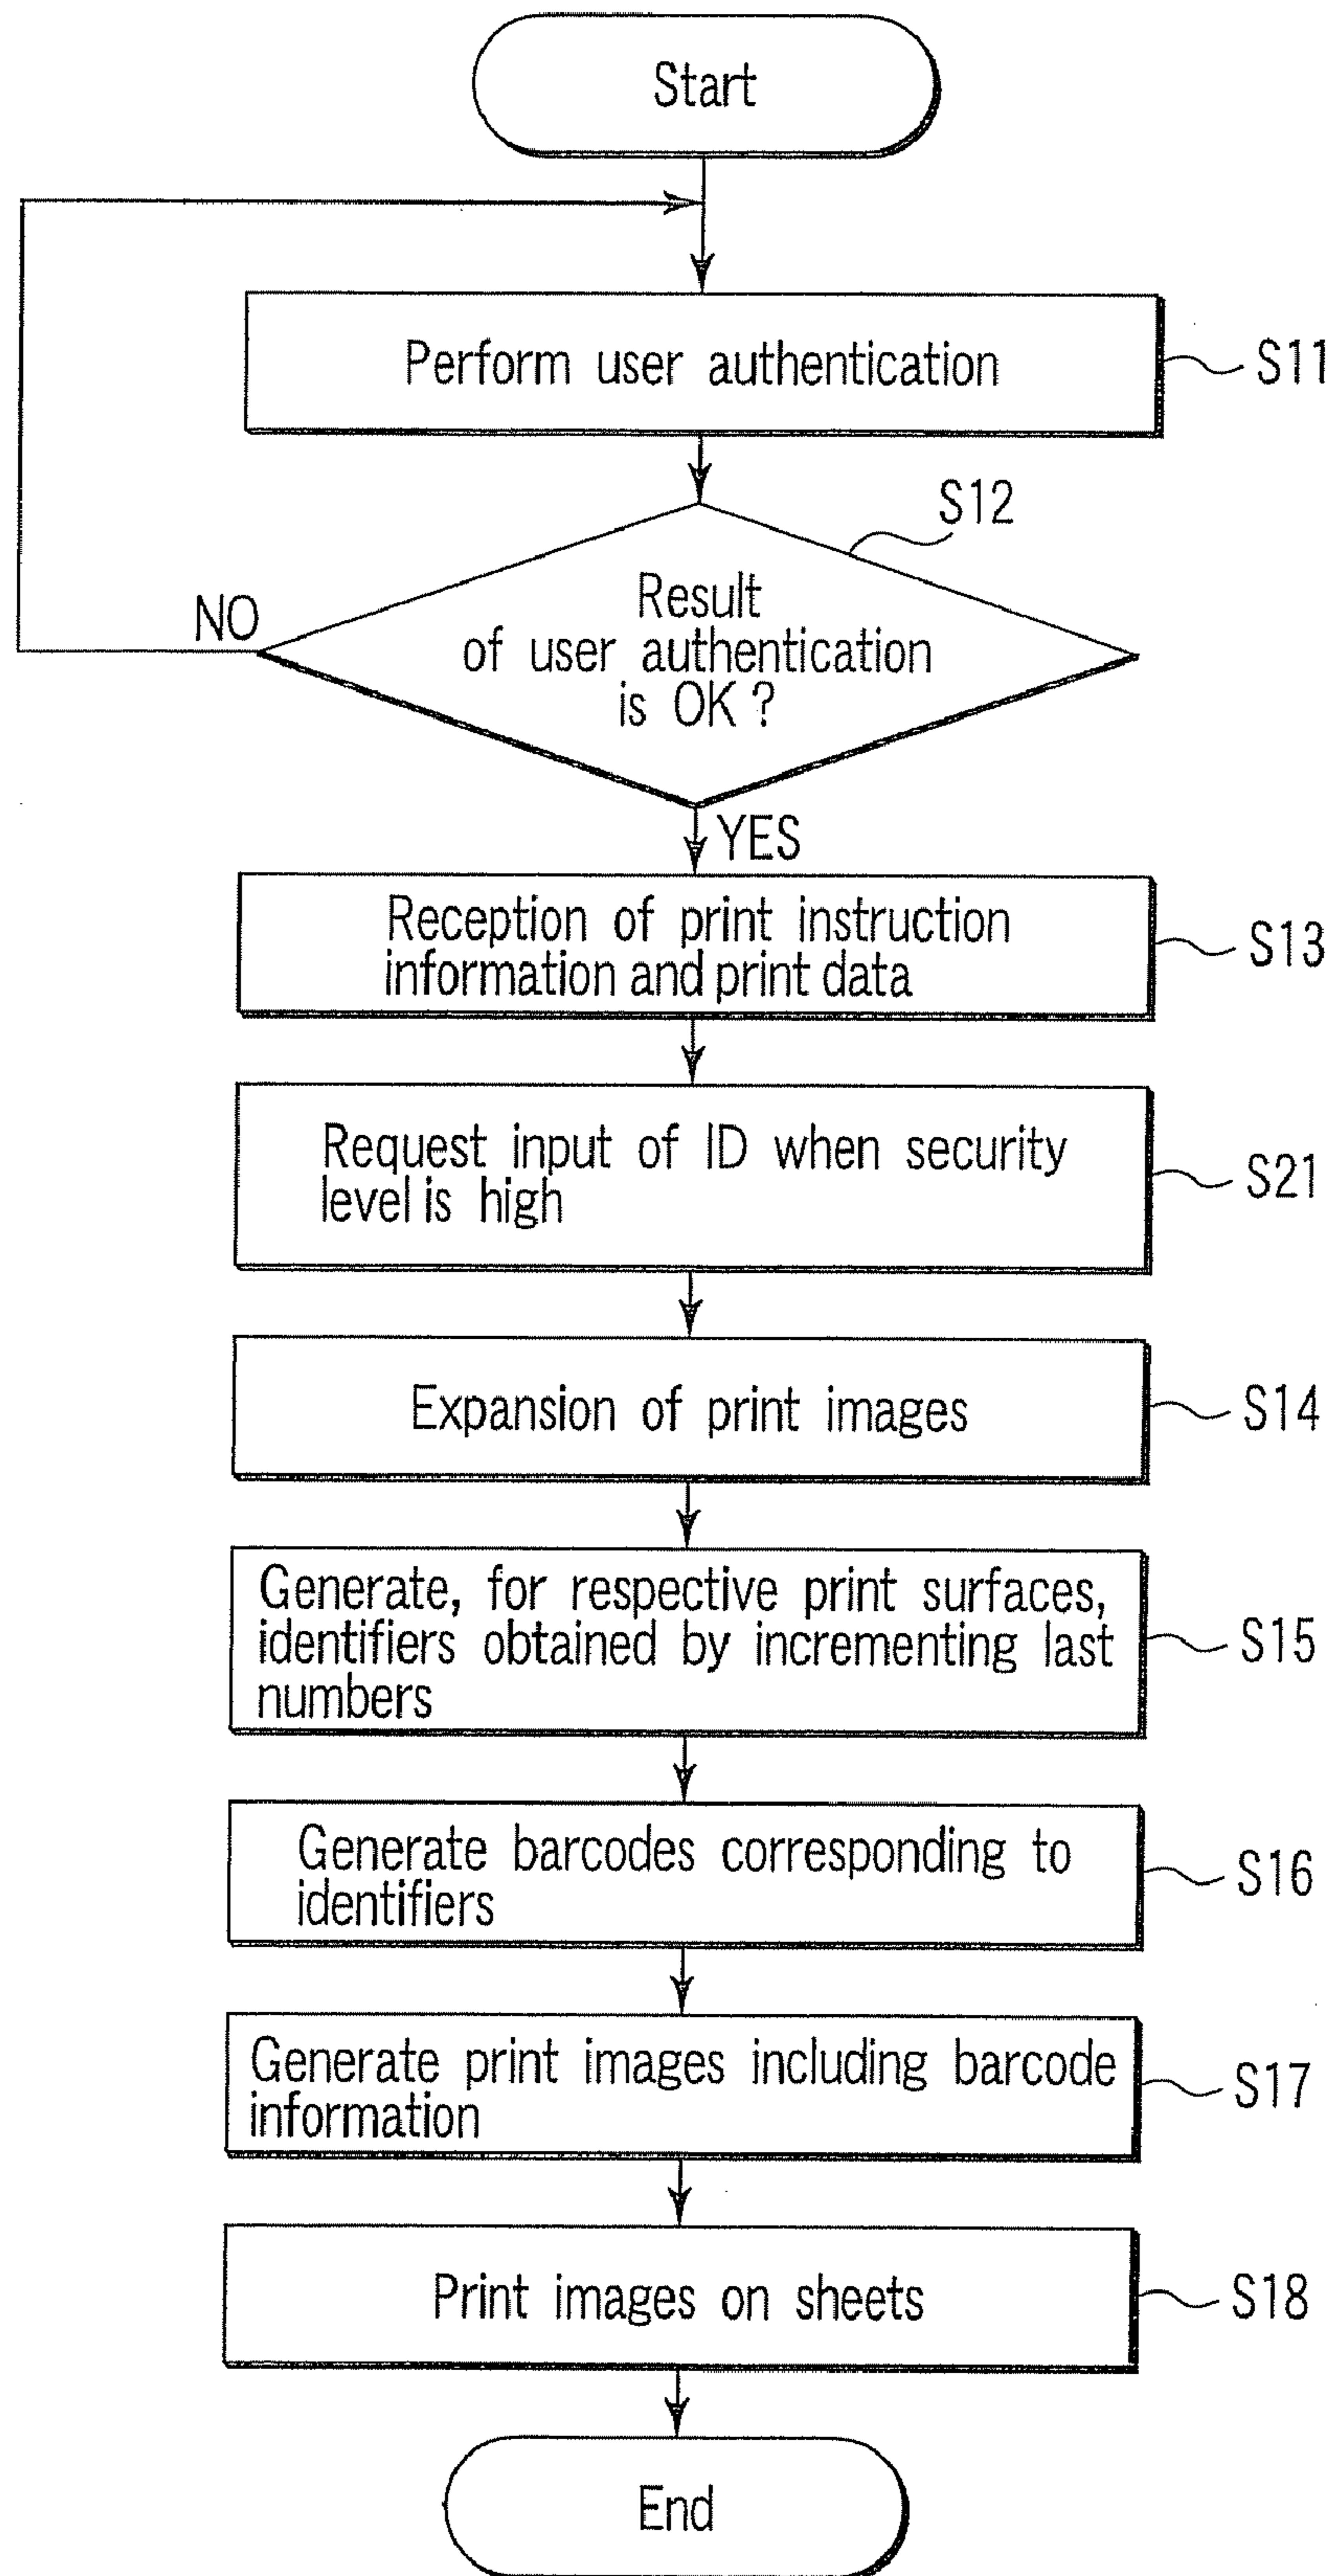 Start
Perform user authentication
S11
S12
Result
of user authentication
is OK?
NO
YES
Reception of print instruction
information and print data
S13
Request input of ID when security
level is high
S21
Expansion of print images
S14
Generate, for respective print surfaces,
identifiers obtained by incrementing last
numbers
S15
Generate barcodes corresponding to
identifiers
S16
Generate print images including barcode
information
S17
Print images on sheets
S18
End